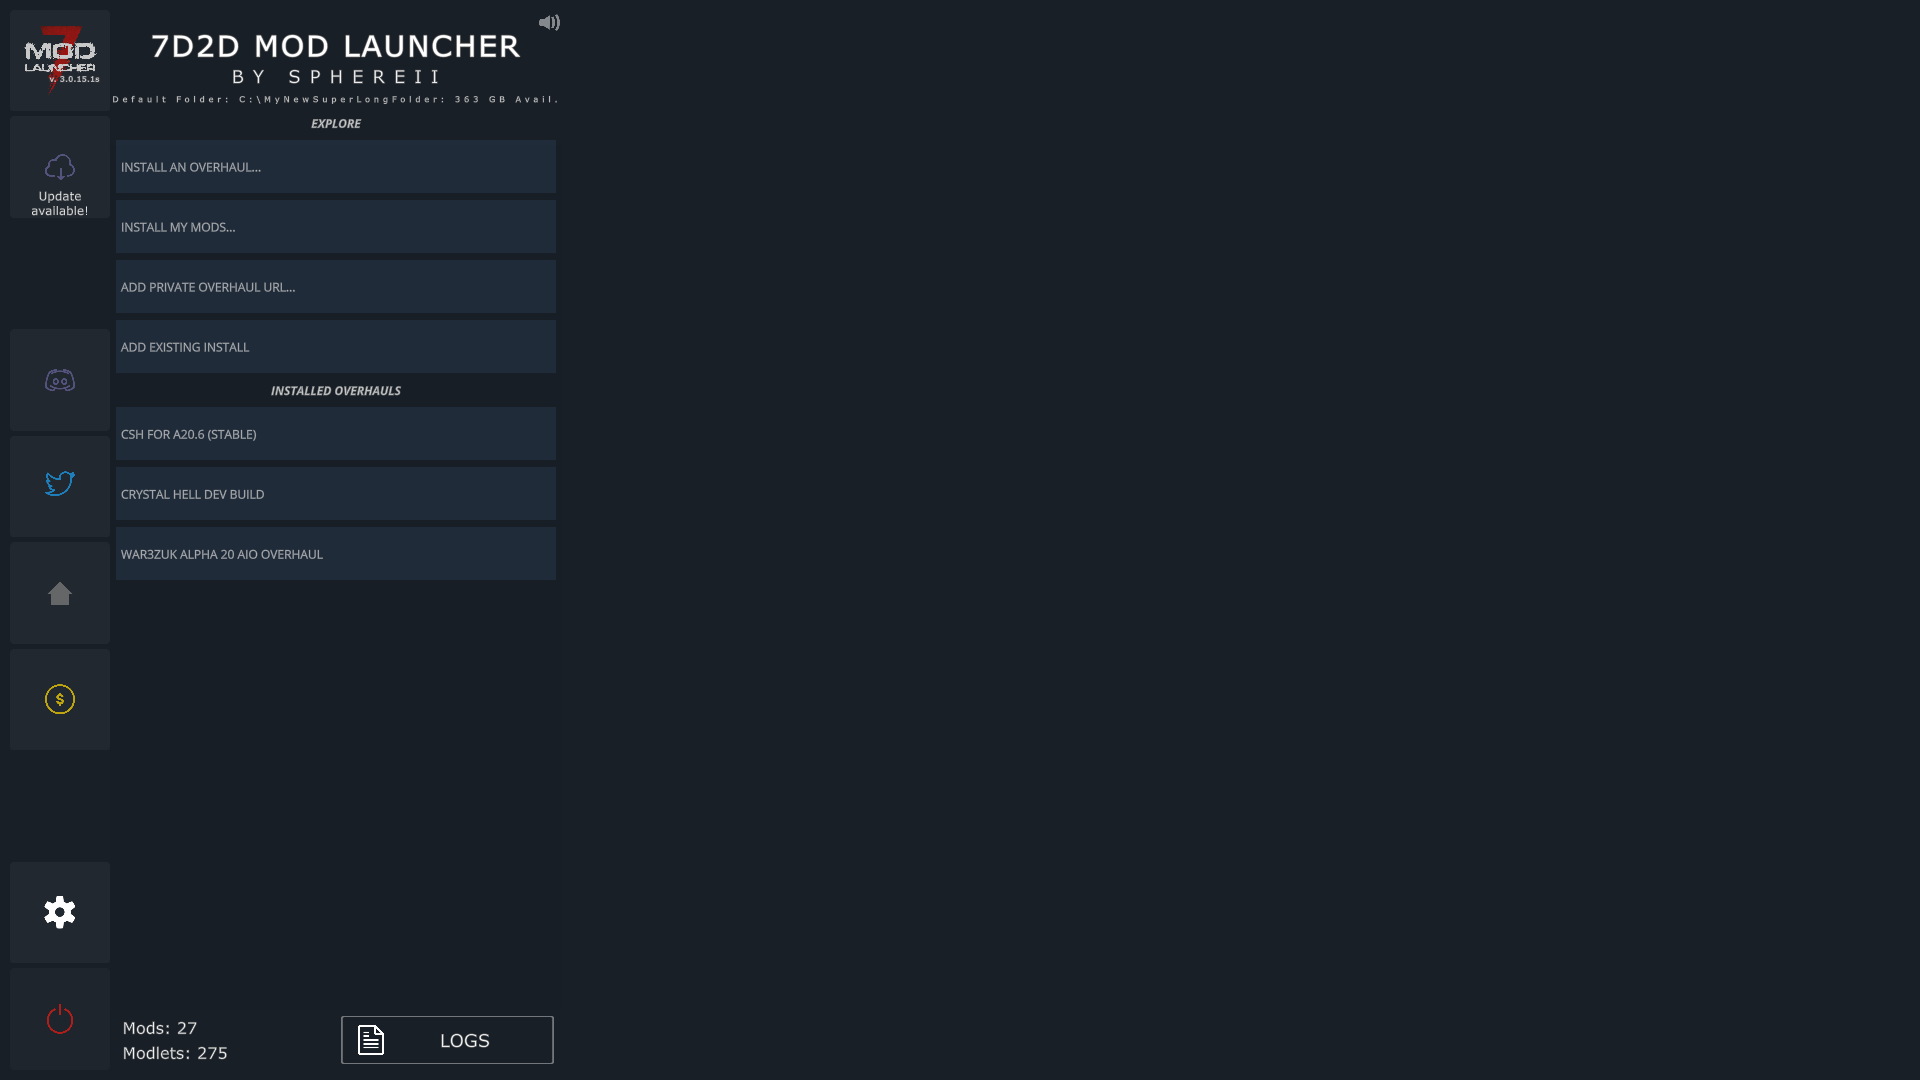 7
MOD
LAUNCHER
v. 3.0.15.1s
7D2D MOD LAUNCHER
BY SPHEREII
Default Folder: C:\MyNewSuperLongFolder: 363 GB Avail.
EXPLORE
INSTALL AN OVERHAUL...
INSTALL MY MODS...
ADD PRIVATE OVERHAUL URL...
ADD EXISTING INSTALL
INSTALLED OVERHAULS
CSH FOR A20.6 (STABLE)
CRYSTAL HELL DEV BUILD
WAR3ZUK ALPHA 20 AIO OVERHAUL
Update
available!
$
Mods: 27
Modlets: 275
LOGS